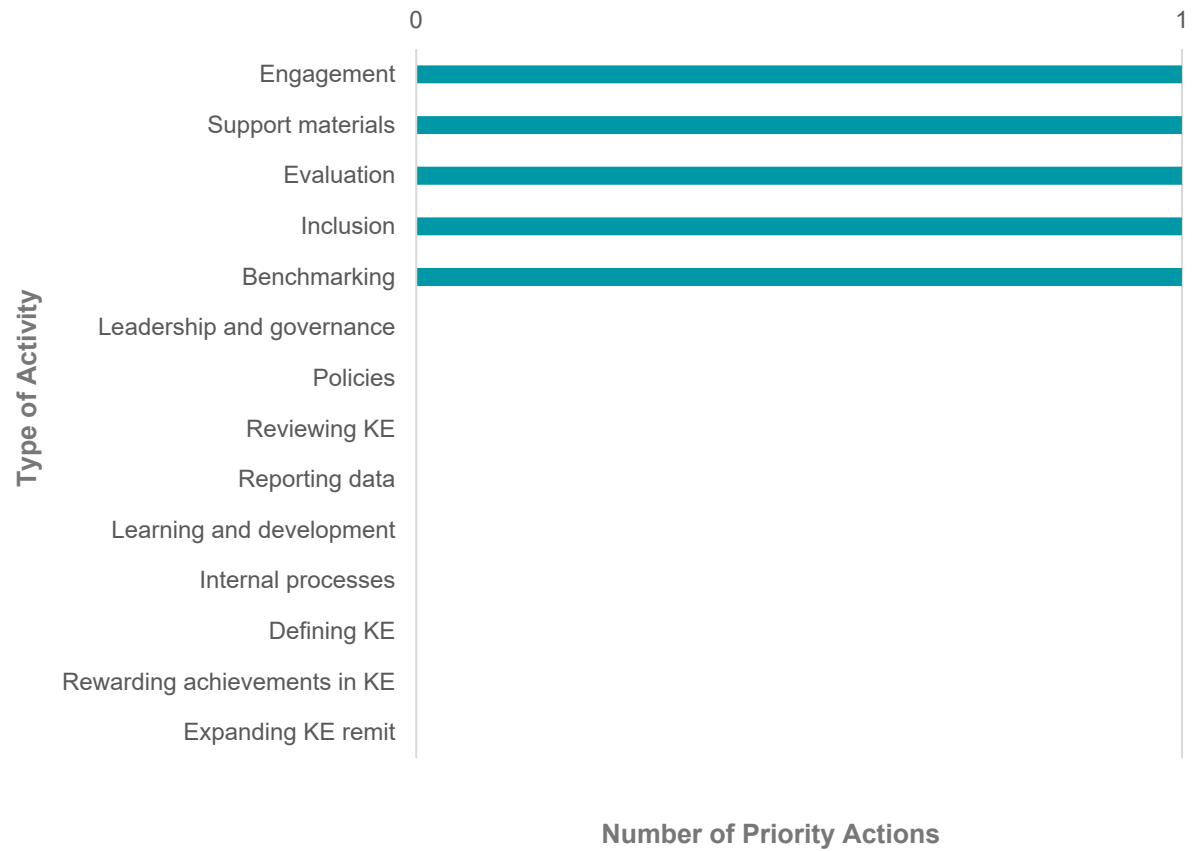 0 1
Engagement
Support materials
Evaluation
Inclusion
Benchmarking
Leadership and governance
Policies
Reviewing KE
Reporting data
Learning and development
Internal processes
Defining KE
Rewarding achievements in KE
Expanding KE remit
Type of Activity
Number of Priority Actions